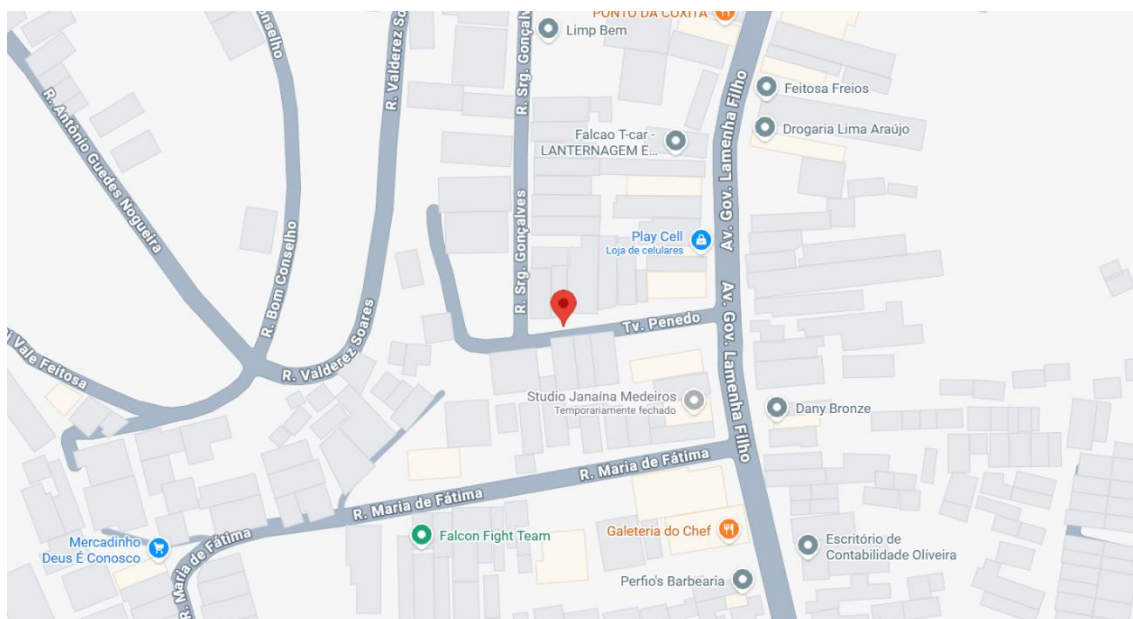 PONTO DA COXITA
Limp Bem
Conselho
R. Valderez So
R. Srg. Gonçalves
Av. Gov. Lamenha Filho
Feitosa Freios
R. Antônio Guedes Nogueira
Drogaria Lima Araújo
Falcao T-car -
LANTERNAGEM E...
R. Bom Conselho
R. Srg. Gonçalves
Play Cell
Loja de celulares
Av. Gov. Lamenha Filho
R. Valderez Soares
Tv. Penedo
i Vale Feitosa
Studio Janaína Medeiros
Temporariamente fechado
Dany Bronze
R. Maria de Fátima
R. Maria de Fátima
Mercadinho
Deus É Conosco
R. Maria de Fátima
Falcon Fight Team
Galeteria do Chef
Escritório de
Contabilidade Oliveira
Perfio's Barbearia